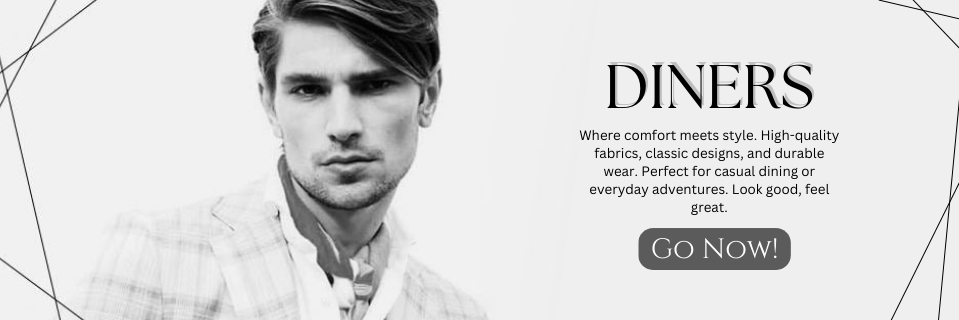 DINERS
Where comfort meets style. High-quality
fabrics, classic designs, and durable
wear. Perfect for casual dining or
everyday adventures. Look good, feel
great.
Go Now!